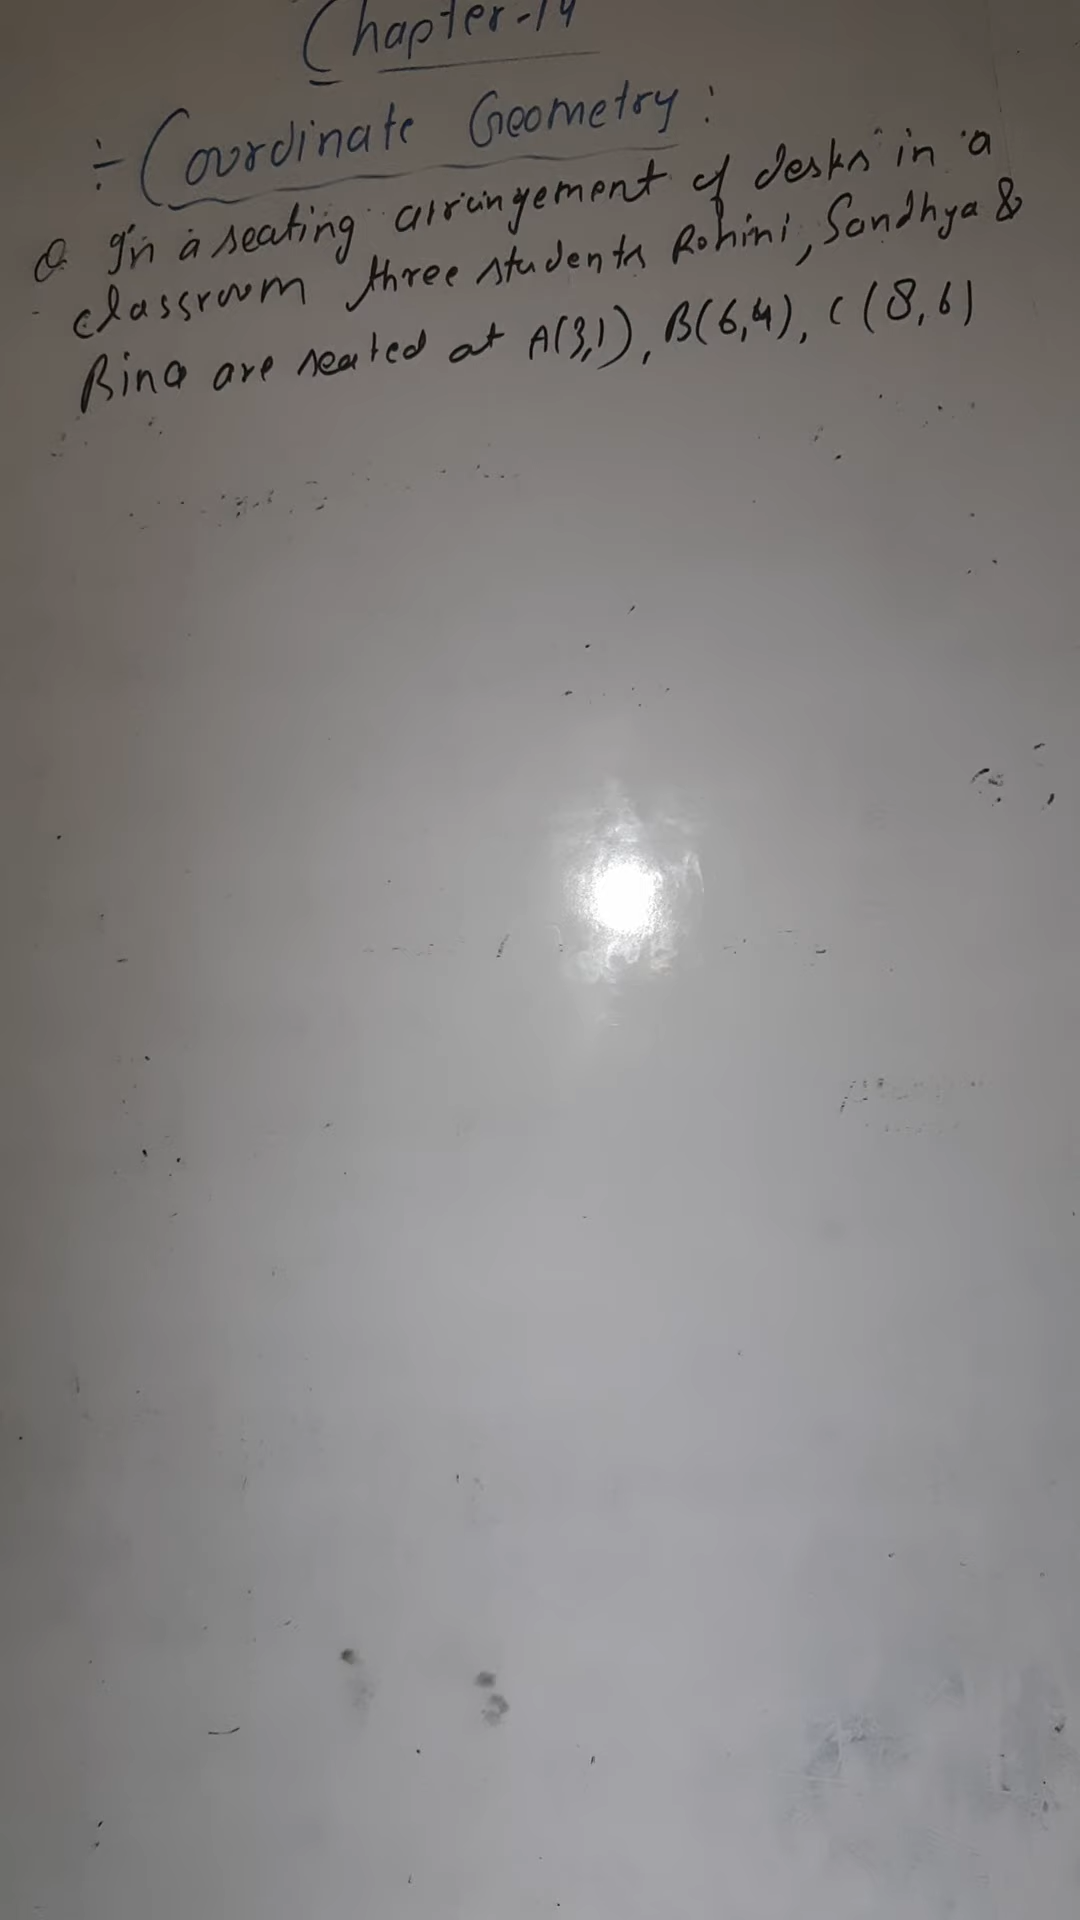 Chapter-14
÷ Coordinate Geometry:
Q. In a seating arrangement of desks in a
classroom three students Rohini, Sandhya &
Bina are seated at A(3,1), B(6,4), C(8,6)